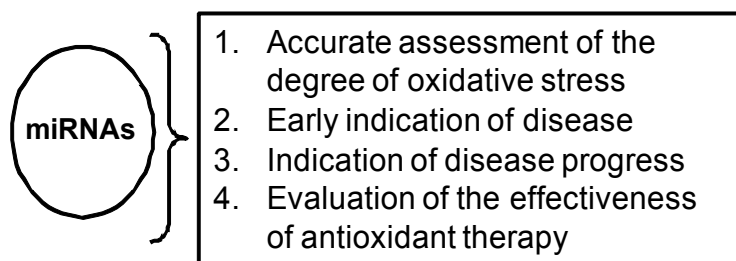 miRNAs
1. Accurate assessment of the
degree of oxidative stress
2. Early indication of disease
3. Indication of disease progress
4. Evaluation of the effectiveness
of antioxidant therapy